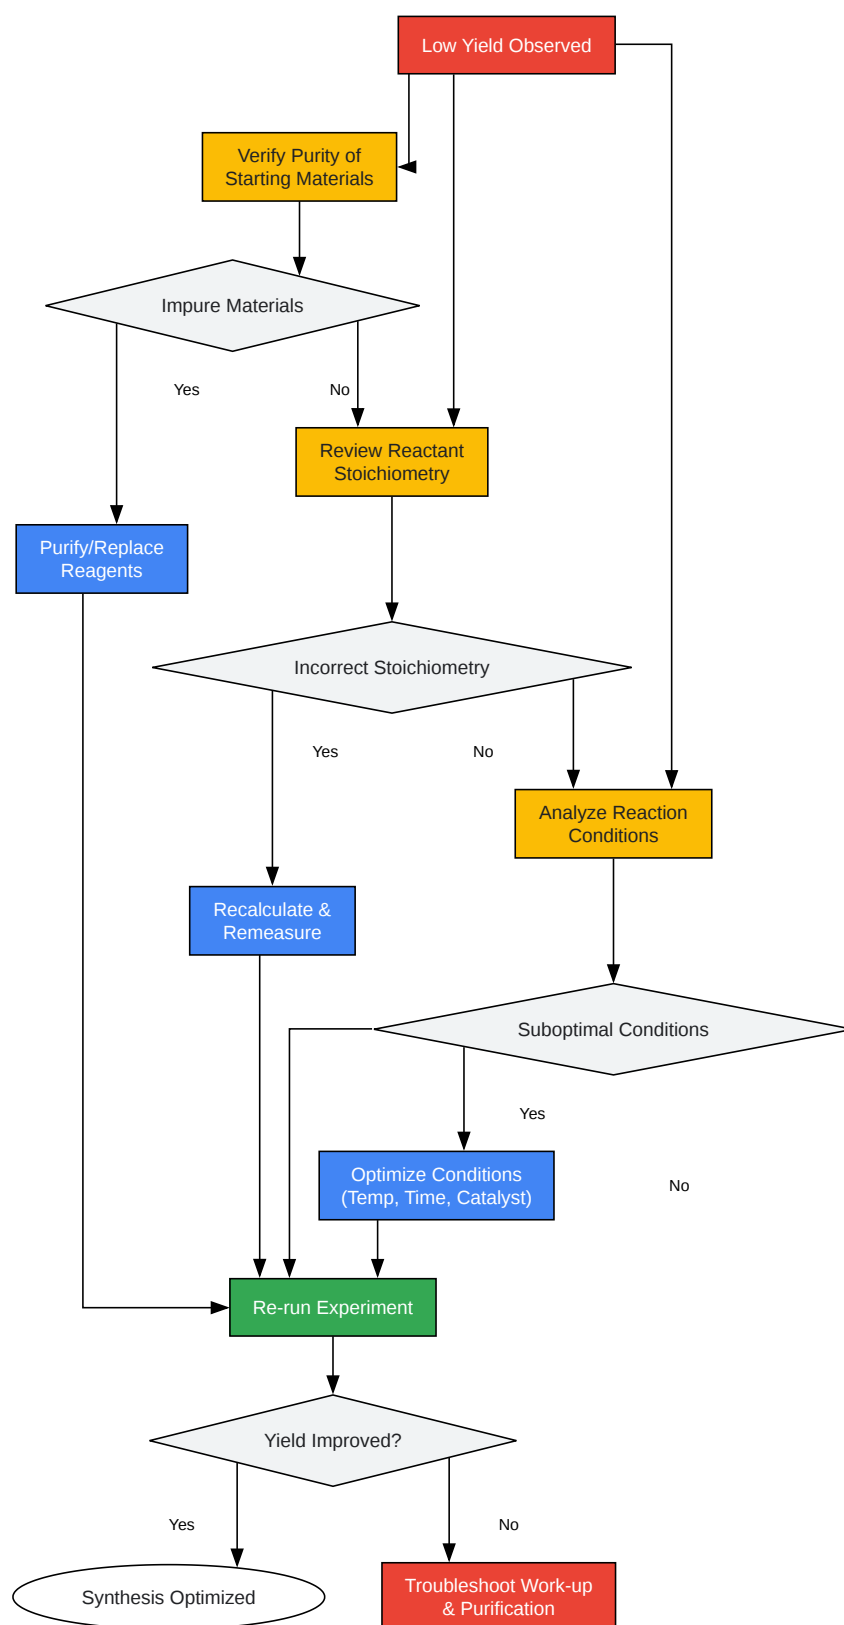 Low Yield Observed
Verify Purity of
Starting Materials
Impure Materials
Yes
No
Review Reactant
Stoichiometry
Purify/Replace
Reagents
Incorrect Stoichiometry
Yes
No
Analyze Reaction
Conditions
Recalculate &
Remeasure
Suboptimal Conditions
Yes
Optimize Conditions
(Temp, Time, Catalyst)
No
Re-run Experiment
Yield Improved?
Yes
No
Synthesis Optimized
Troubleshoot Work-up
& Purification